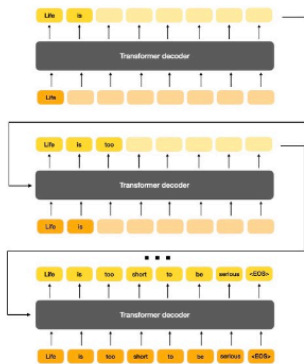 Life is
Transformer decoder
Life
Life is too
Transformer decoder
Life is
...
Life is too short to be serious <EOS>
Transformer decoder
Life is too short to be serious <EOS>